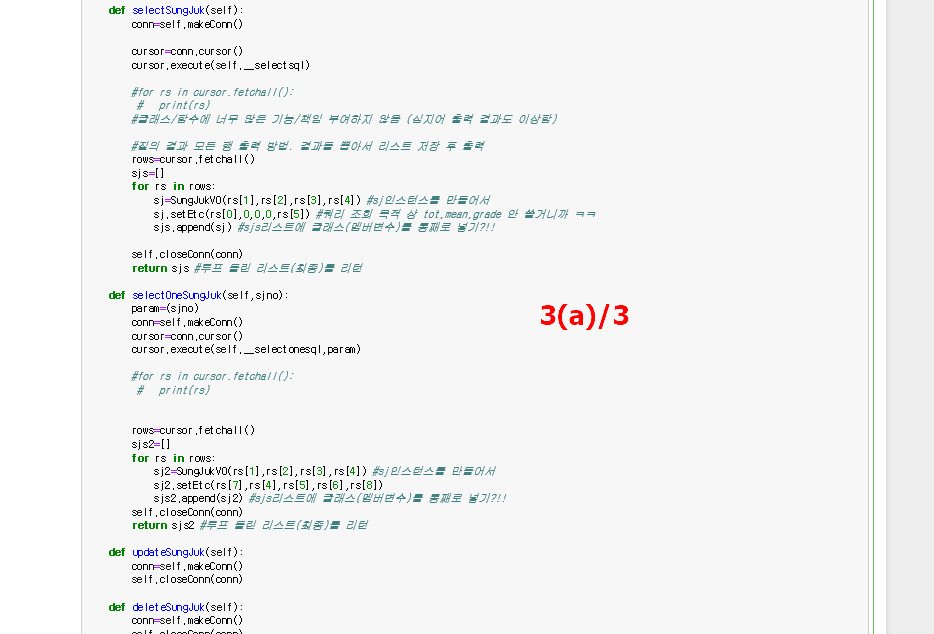 def selectSungJuk(self):
conn=self.makeConn()
cursor=conn.cursor()
cursor.execute(self.__selectsql)
#for rs in cursor.fetchall():
# print(rs)
#클래스/함수에 너무 많은 기능/책임 부여하지 않음 (심지어 출력 결과도 이상함)
#질의 결과 모든 행 출력 방법. 결과들 뽑아서 리스트 저장 후 출력
rows=cursor.fetchall()
sjs=[]
for rs in rows:
sj=SungJukVO(rs[1],rs[2],rs[3],rs[4]) #sj인스턴스를 만들어서
sj.setEtc(rs[0],0,0,0,rs[5]) #쿼리 조회 목적 상 tot,mean,grade 안 쓸거니까 ㅋㅋ
sjs.append(sj) #sjs리스트에 클래스(멤버변수)를 통째로 넣기?!!
self.closeConn(conn)
return sjs #루프 돌린 리스트(최종)를 리턴
def selectOneSungJuk(self,sjno):
param=(sjno)
conn=self.makeConn()
3(a)/3
cursor=conn.cursor()
cursor.execute(self.__selectonesql,param)
#for rs in cursor.fetchall():
# print(rs)
rows=cursor.fetchall()
sjs2=[]
for rs in rows:
sj2=SungJukVO(rs[1],rs[2],rs[3],rs[4]) #sj인스턴스를 만들어서
sj2.setEtc(rs[7],rs[4],rs[5],rs[6],rs[8])
sjs2.append(sj2) #sjs리스트에 클래스(멤버변수)를 통째로 넣기?!!
self.closeConn(conn)
return sjs2 #루프 돌린 리스트(최종)를 리턴
def updateSungJuk(self):
conn=self.makeConn()
self.closeConn(conn)
def deleteSungJuk(self):
conn=self.makeConn()
self.closeConn(conn)